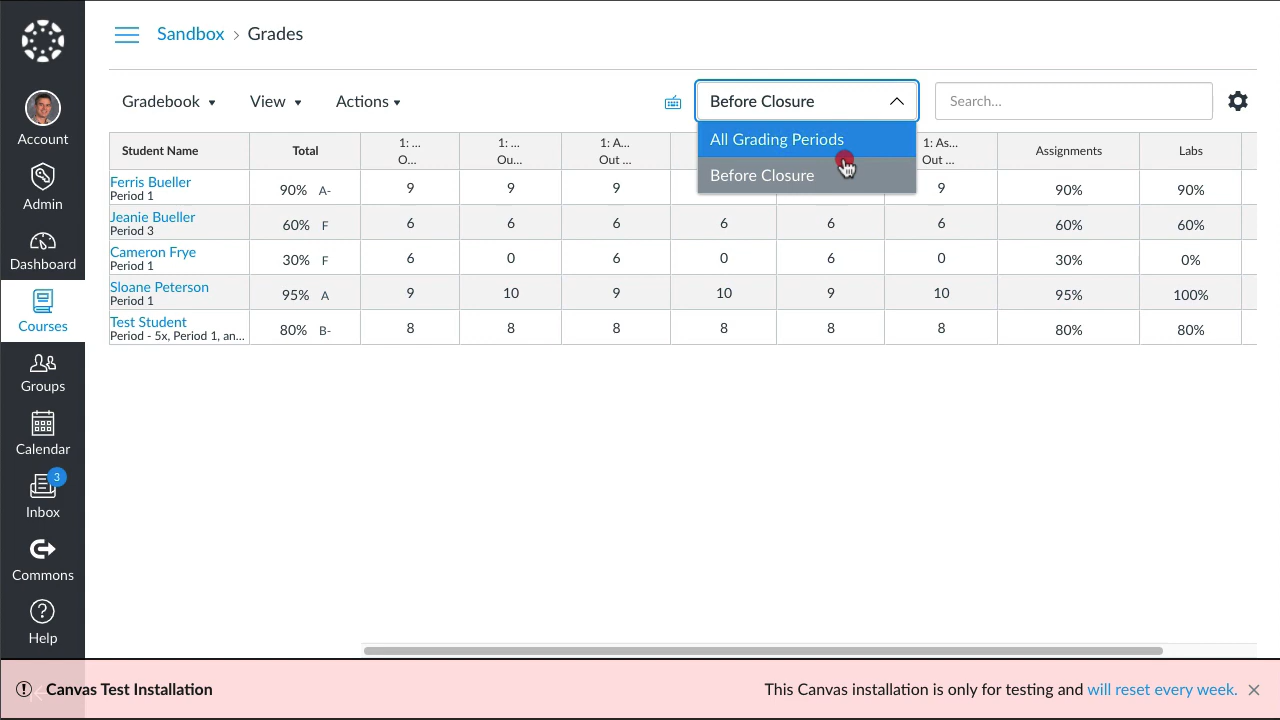 Sandbox > Grades
Gradebook View Actions Before Closure Search...
All Grading Periods
Before Closure
Student Name Total 1: ... 1: ... 1: A... 1: As... Assignments Labs
O... Ou... Out ... Out ...
Ferris Bueller 90% A- 9 9 9 9 90% 90%
Period 1
Jeanie Bueller 60% F 6 6 6 6 6 6 60% 60%
Period 3
Cameron Frye 30% F 6 0 6 0 6 0 30% 0%
Period 1
Sloane Peterson 95% A 9 10 9 10 9 10 95% 100%
Period 1
Test Student 80% B- 8 8 8 8 8 8 80% 80%
Period - 5x, Period 1, an...
Account
Admin
Dashboard
Courses
Groups
Calendar
3
Inbox
Commons
Help
Canvas Test Installation
This Canvas installation is only for testing and will reset every week.